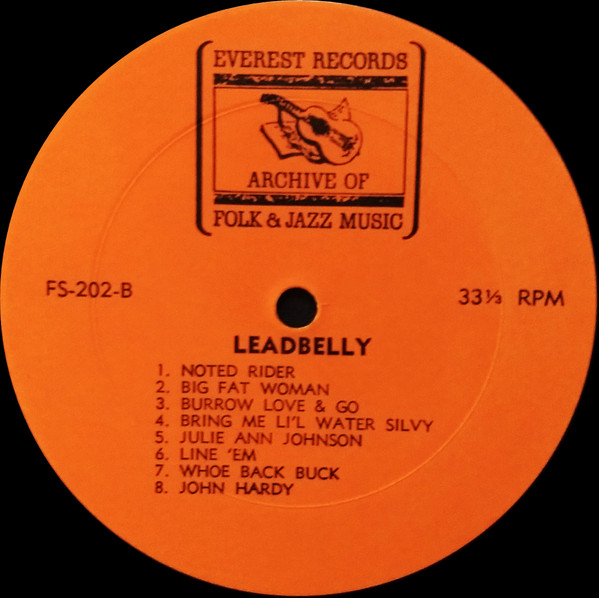 EVEREST RECORDS
ARCHIVE OF
FOLK & JAZZ MUSIC
FS-202-B
33⅓ RPM
LEADBELLY
1. NOTED RIDER
2. BIG FAT WOMAN
3. BURROW LOVE & GO
4. BRING ME LI'L WATER SILVY
5. JULIE ANN JOHNSON
6. LINE 'EM
7. WHOE BACK BUCK
8. JOHN HARDY